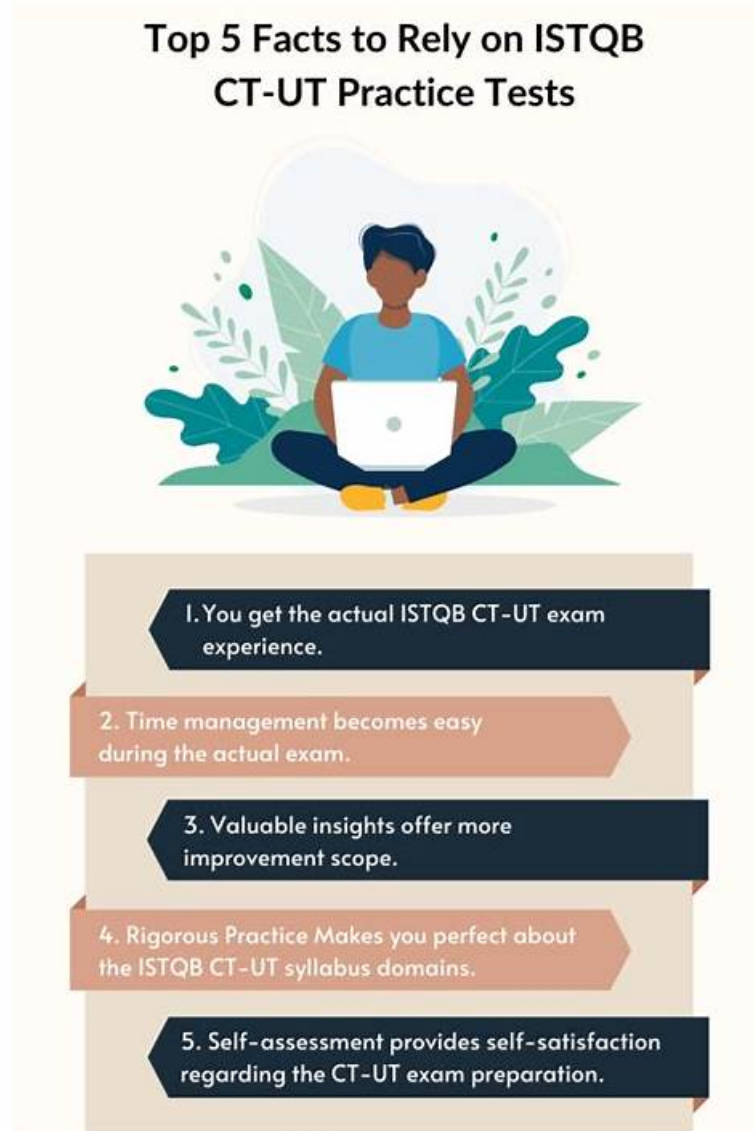 Top 5 Facts to Rely on ISTQB
CT-UT Practice Tests
1. You get the actual ISTQB CT-UT exam
experience.
2. Time management becomes easy
during the actual exam.
3. Valuable insights offer more
improvement scope.
4. Rigorous Practice Makes you perfect about
the ISTQB CT-UT syllabus domains.
5. Self-assessment provides self-satisfaction
regarding the CT-UT exam preparation.